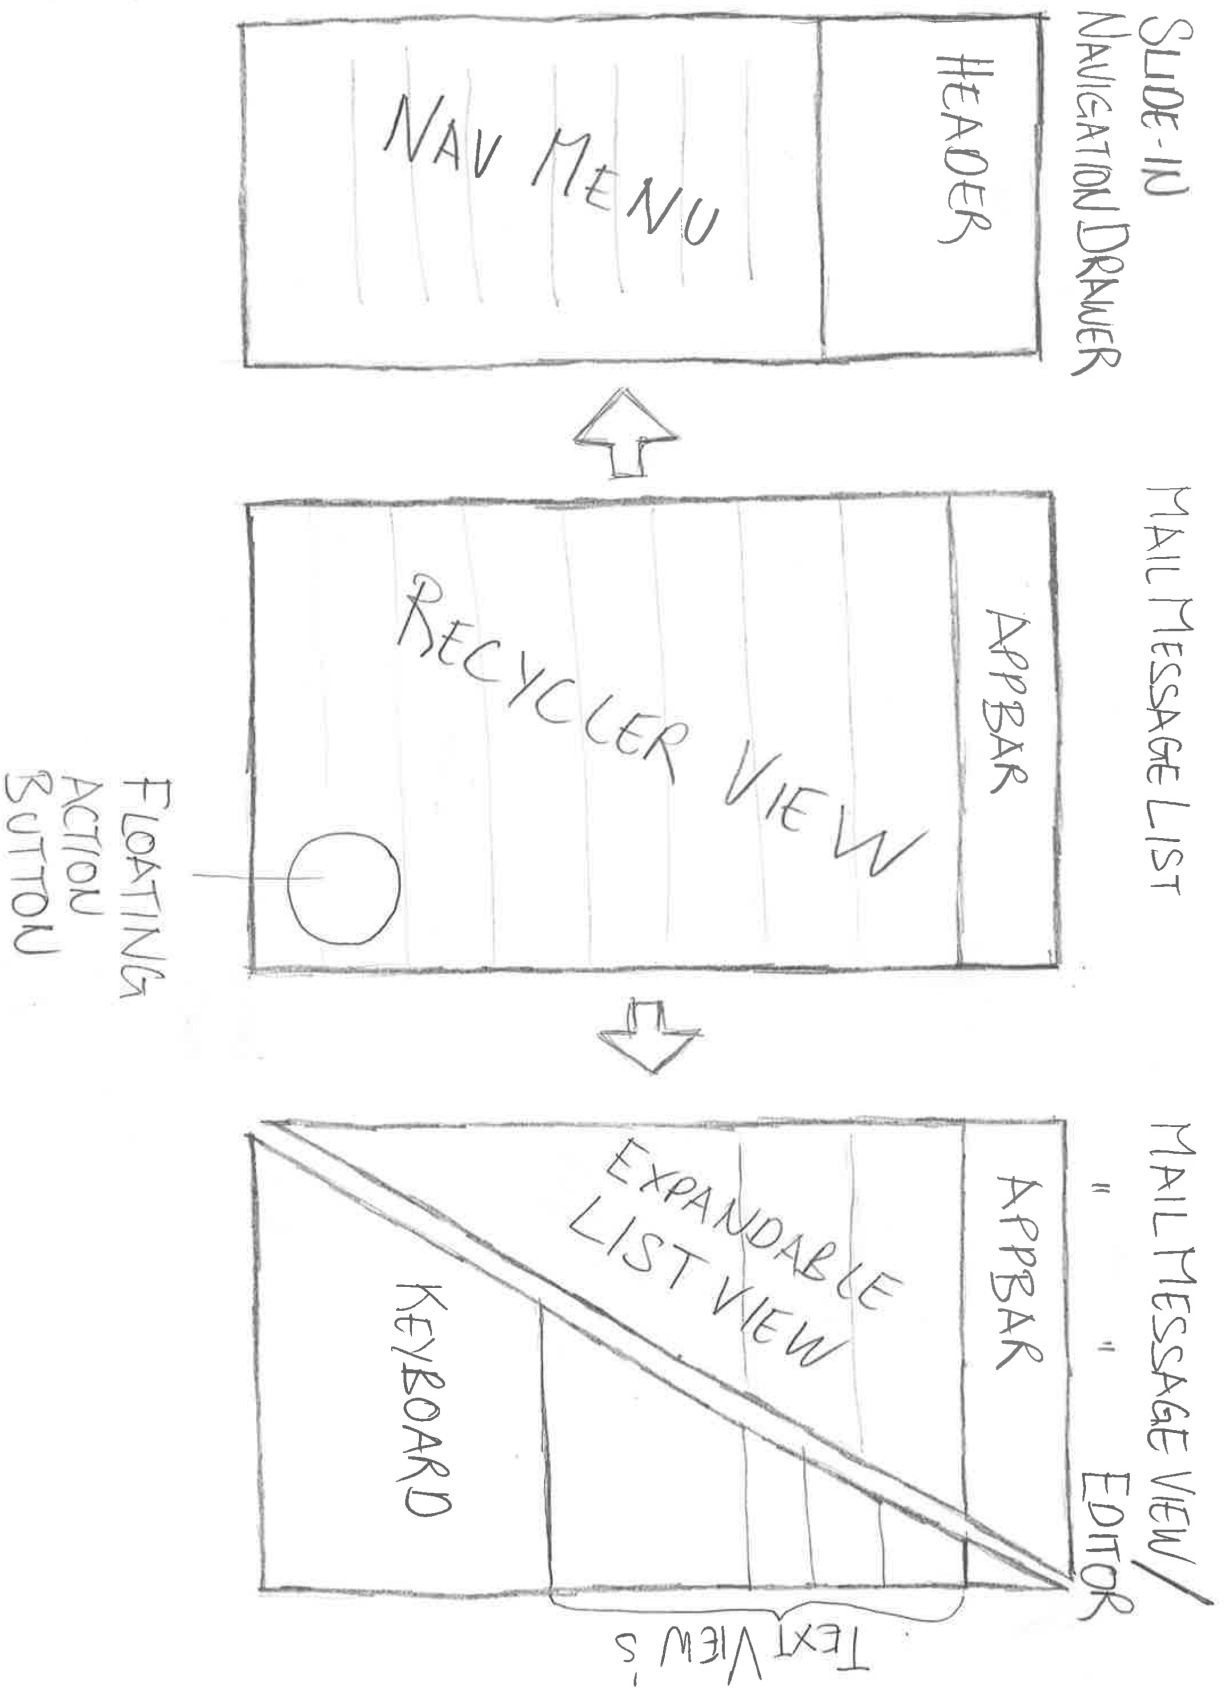 SLIDE-IN
NAVIGATION DRAWER
HEADER
NAV MENU
MAIL MESSAGE LIST
APPBAR
RECYCLER VIEW
FLOATING
ACTION
BUTTON
MAIL MESSAGE VIEW/
" " EDITOR
APPBAR
EXPANDABLE
LIST VIEW
KEYBOARD
TEXT VIEW'S